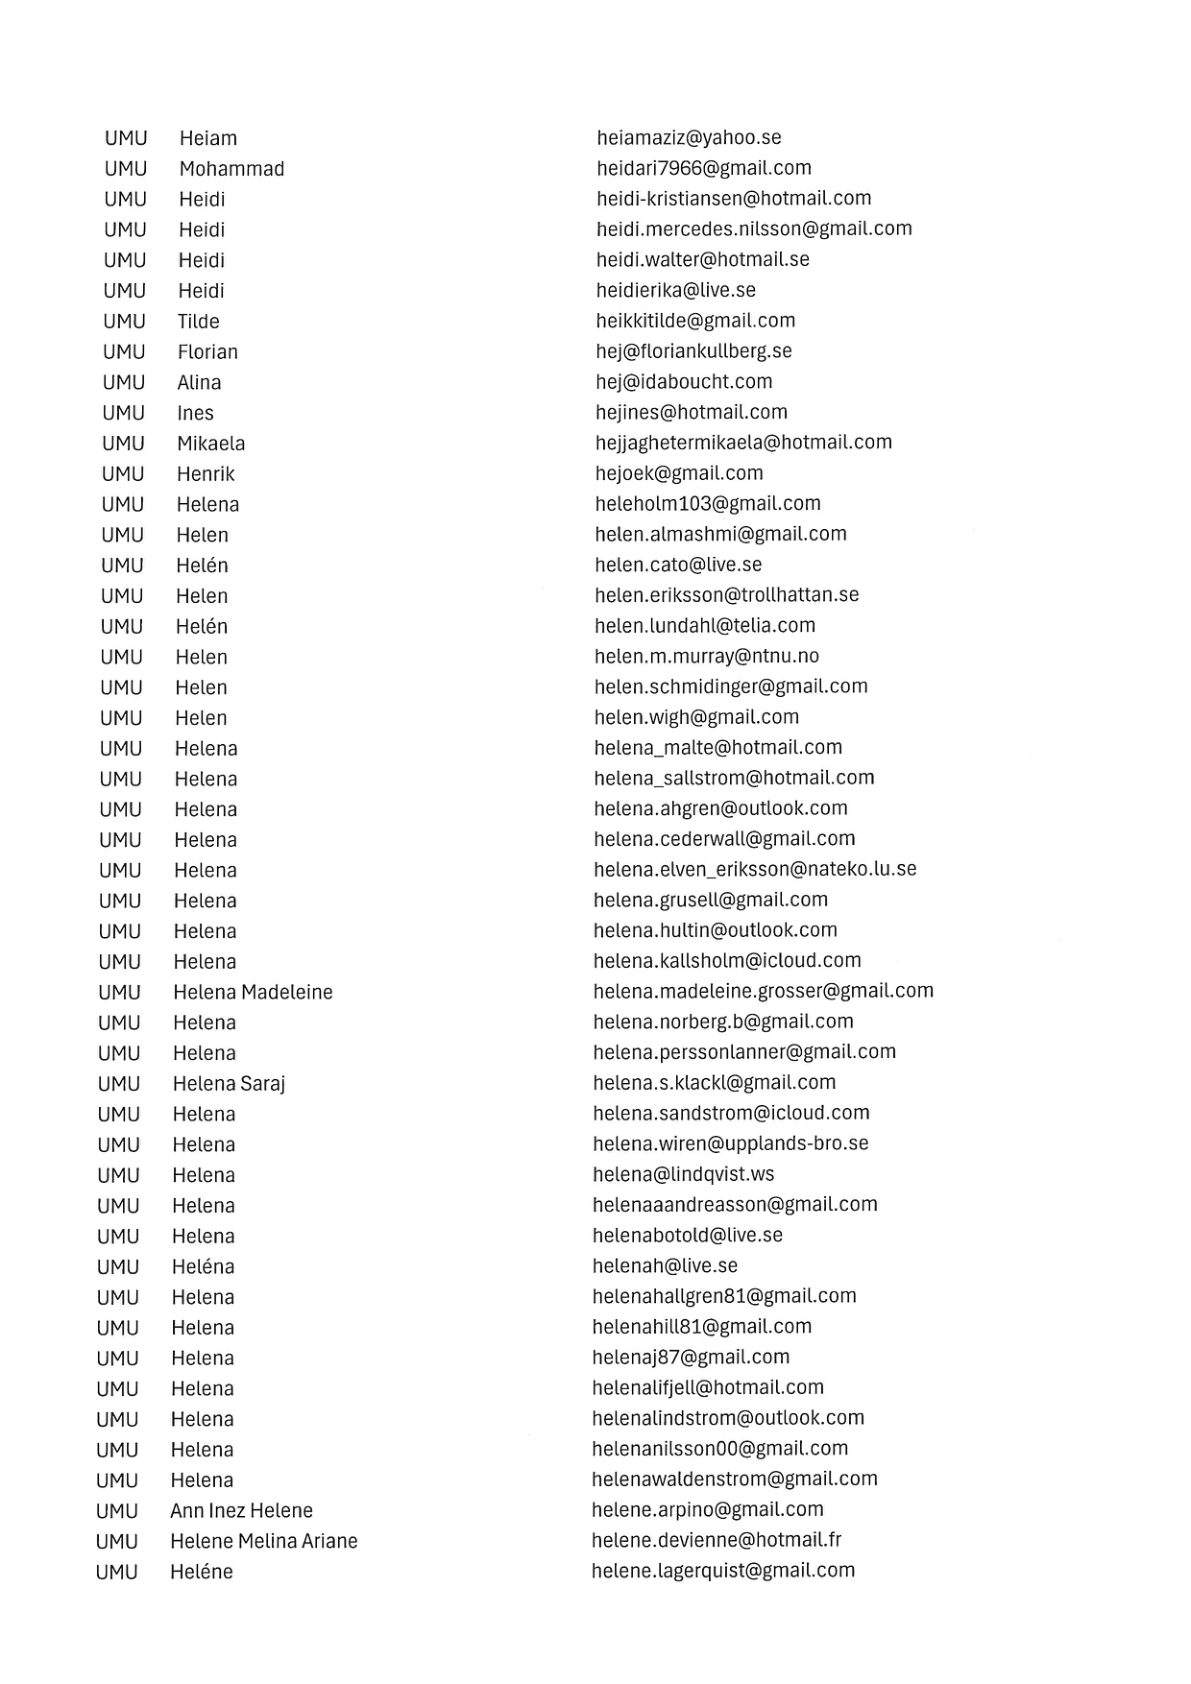 UMU Heiam heiamaziz@yahoo.se
UMU Mohammad heidari7966@gmail.com
UMU Heidi heidi-kristiansen@hotmail.com
UMU Heidi heidi.mercedes.nilsson@gmail.com
UMU Heidi heidi.walter@hotmail.se
UMU Heidi heidierika@live.se
UMU Tilde heikkitilde@gmail.com
UMU Florian hej@floriankullberg.se
UMU Alina hej@idaboucht.com
UMU Ines hejines@hotmail.com
UMU Mikaela hejjaghetermikaela@hotmail.com
UMU Henrik hejoek@gmail.com
UMU Helena heleholm103@gmail.com
UMU Helen helen.almashmi@gmail.com
UMU Helén helen.cato@live.se
UMU Helen helen.eriksson@trollhattan.se
UMU Helén helen.lundahl@telia.com
UMU Helen helen.m.murray@ntnu.no
UMU Helen helen.schmidinger@gmail.com
UMU Helen helen.wigh@gmail.com
UMU Helena helena_malte@hotmail.com
UMU Helena helena_sallstrom@hotmail.com
UMU Helena helena.ahgren@outlook.com
UMU Helena helena.cederwall@gmail.com
UMU Helena helena.elven_eriksson@nateko.lu.se
UMU Helena helena.grusell@gmail.com
UMU Helena helena.hultin@outlook.com
UMU Helena helena.kallsholm@icloud.com
UMU Helena Madeleine helena.madeleine.grosser@gmail.com
UMU Helena helena.norberg.b@gmail.com
UMU Helena helena.perssonlanner@gmail.com
UMU Helena Saraj helena.s.klackl@gmail.com
UMU Helena helena.sandstrom@icloud.com
UMU Helena helena.wiren@upplands-bro.se
UMU Helena helena@lindqvist.ws
UMU Helena helenaaandreasson@gmail.com
UMU Helena helenabotold@live.se
UMU Heléna helenah@live.se
UMU Helena helenahallgren81@gmail.com
UMU Helena helenahill81@gmail.com
UMU Helena helenaj87@gmail.com
UMU Helena helenalifjell@hotmail.com
UMU Helena helenalindstrom@outlook.com
UMU Helena helenanilsson00@gmail.com
UMU Helena helenawaldenstrom@gmail.com
UMU Ann Inez Helene helene.arpino@gmail.com
UMU Helene Melina Ariane helene.devienne@hotmail.fr
UMU Heléne helene.lagerquist@gmail.com